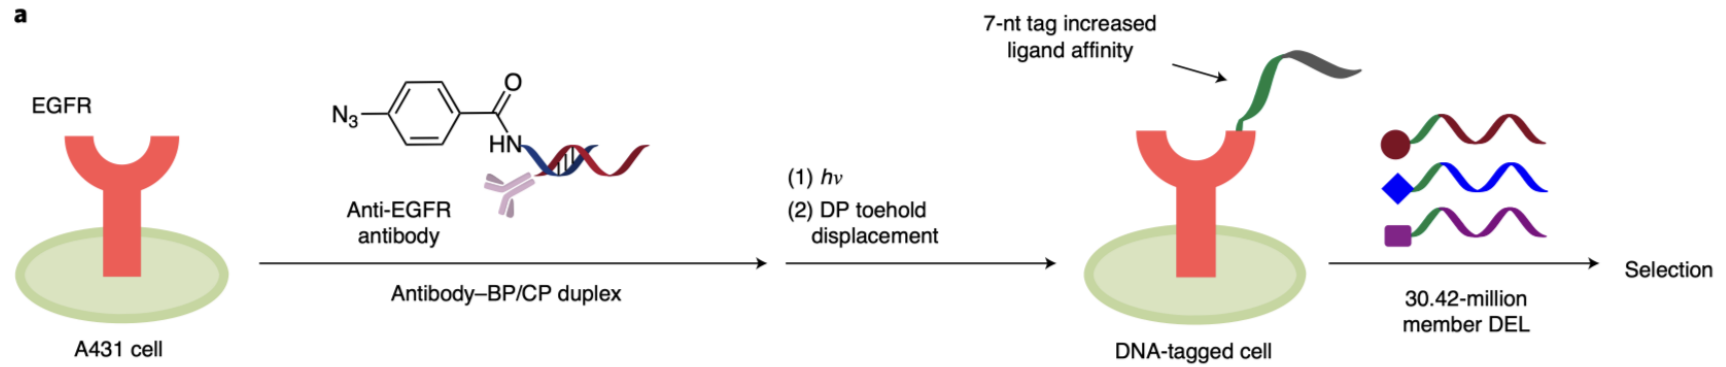 a
EGFR
A431 cell
N3
O
HN
Anti-EGFR
antibody
Antibody–BP/CP duplex
(1) hν
(2) DP toehold
displacement
7-nt tag increased
ligand affinity
DNA-tagged cell
30.42-million
member DEL
Selection